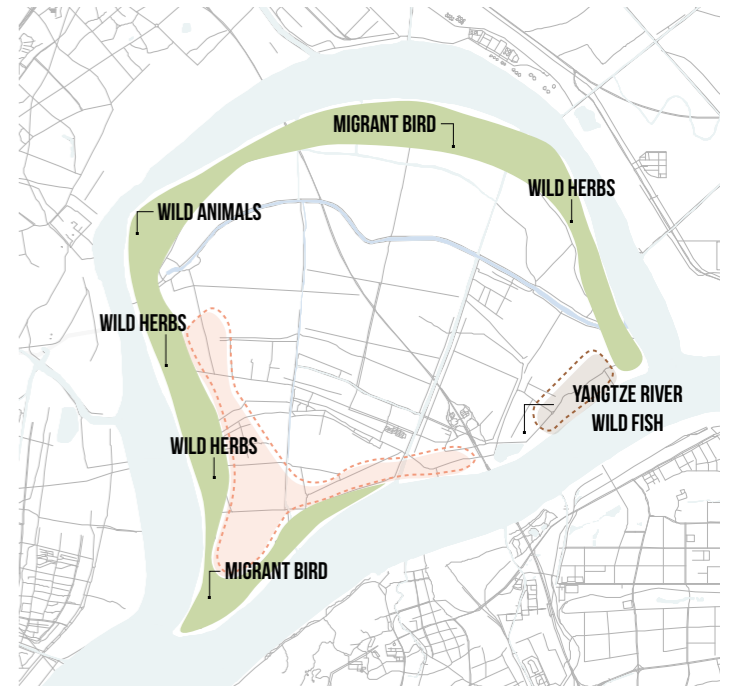 MIGRANT BIRD
WILD HERBS
WILD ANIMALS
WILD HERBS
YANGTZE RIVER
WILD FISH
WILD HERBS
MIGRANT BIRD